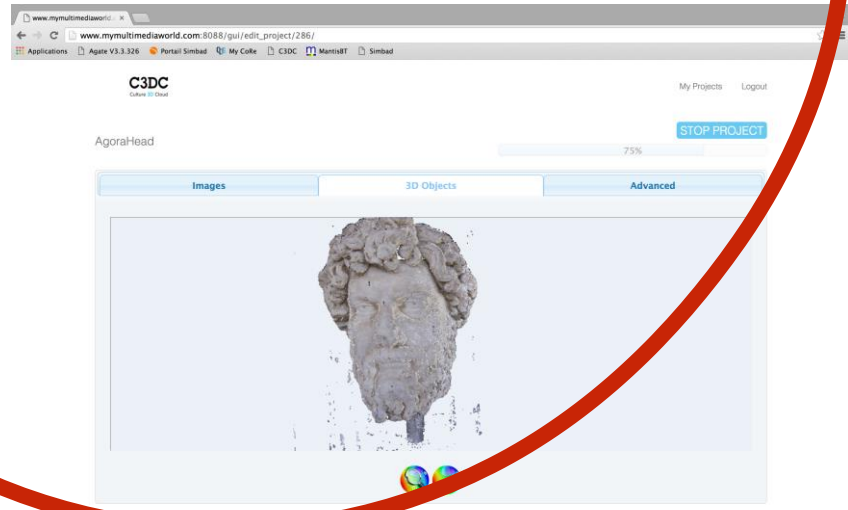 www.mymultimediaworld.c ×
www.mymultimediaworld.com:8088/gui/edit_project/286/
Applications Agate V3.3.326 Portail Simbad My CoRe C3DC MantisBT Simbad
C3DC
Culture 3D Cloud
My Projects Logout
STOP PROJECT
AgoraHead
75%
Images 3D Objects Advanced